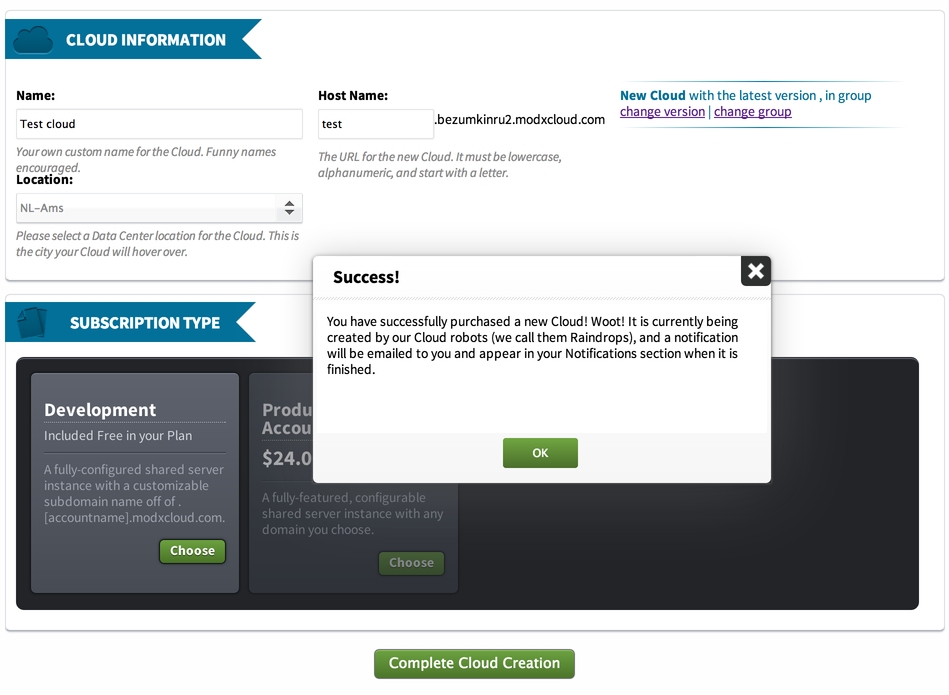 CLOUD INFORMATION
Name:
Test cloud
Your own custom name for the Cloud. Funny names
encouraged.
Location:
NL-Ams
Please select a Data Center location for the Cloud. This is
the city your Cloud will hover over.
Host Name:
test
.bezumkinru2.modxcloud.com
The URL for the new Cloud. It must be lowercase,
alphanumeric, and start with a letter.
New Cloud with the latest version , in group
change version | change group
Success!
You have successfully purchased a new Cloud! Woot! It is currently being
created by our Cloud robots (we call them Raindrops), and a notification
will be emailed to you and appear in your Notifications section when it is
finished.
OK
SUBSCRIPTION TYPE
Development
Included Free in your Plan
A fully-configured shared server
instance with a customizable
subdomain name off of .
[accountname].modxcloud.com.
Choose
Produ
Accou
$24.0
A fully-featured, configurable
shared server instance with any
domain you choose.
Choose
Complete Cloud Creation